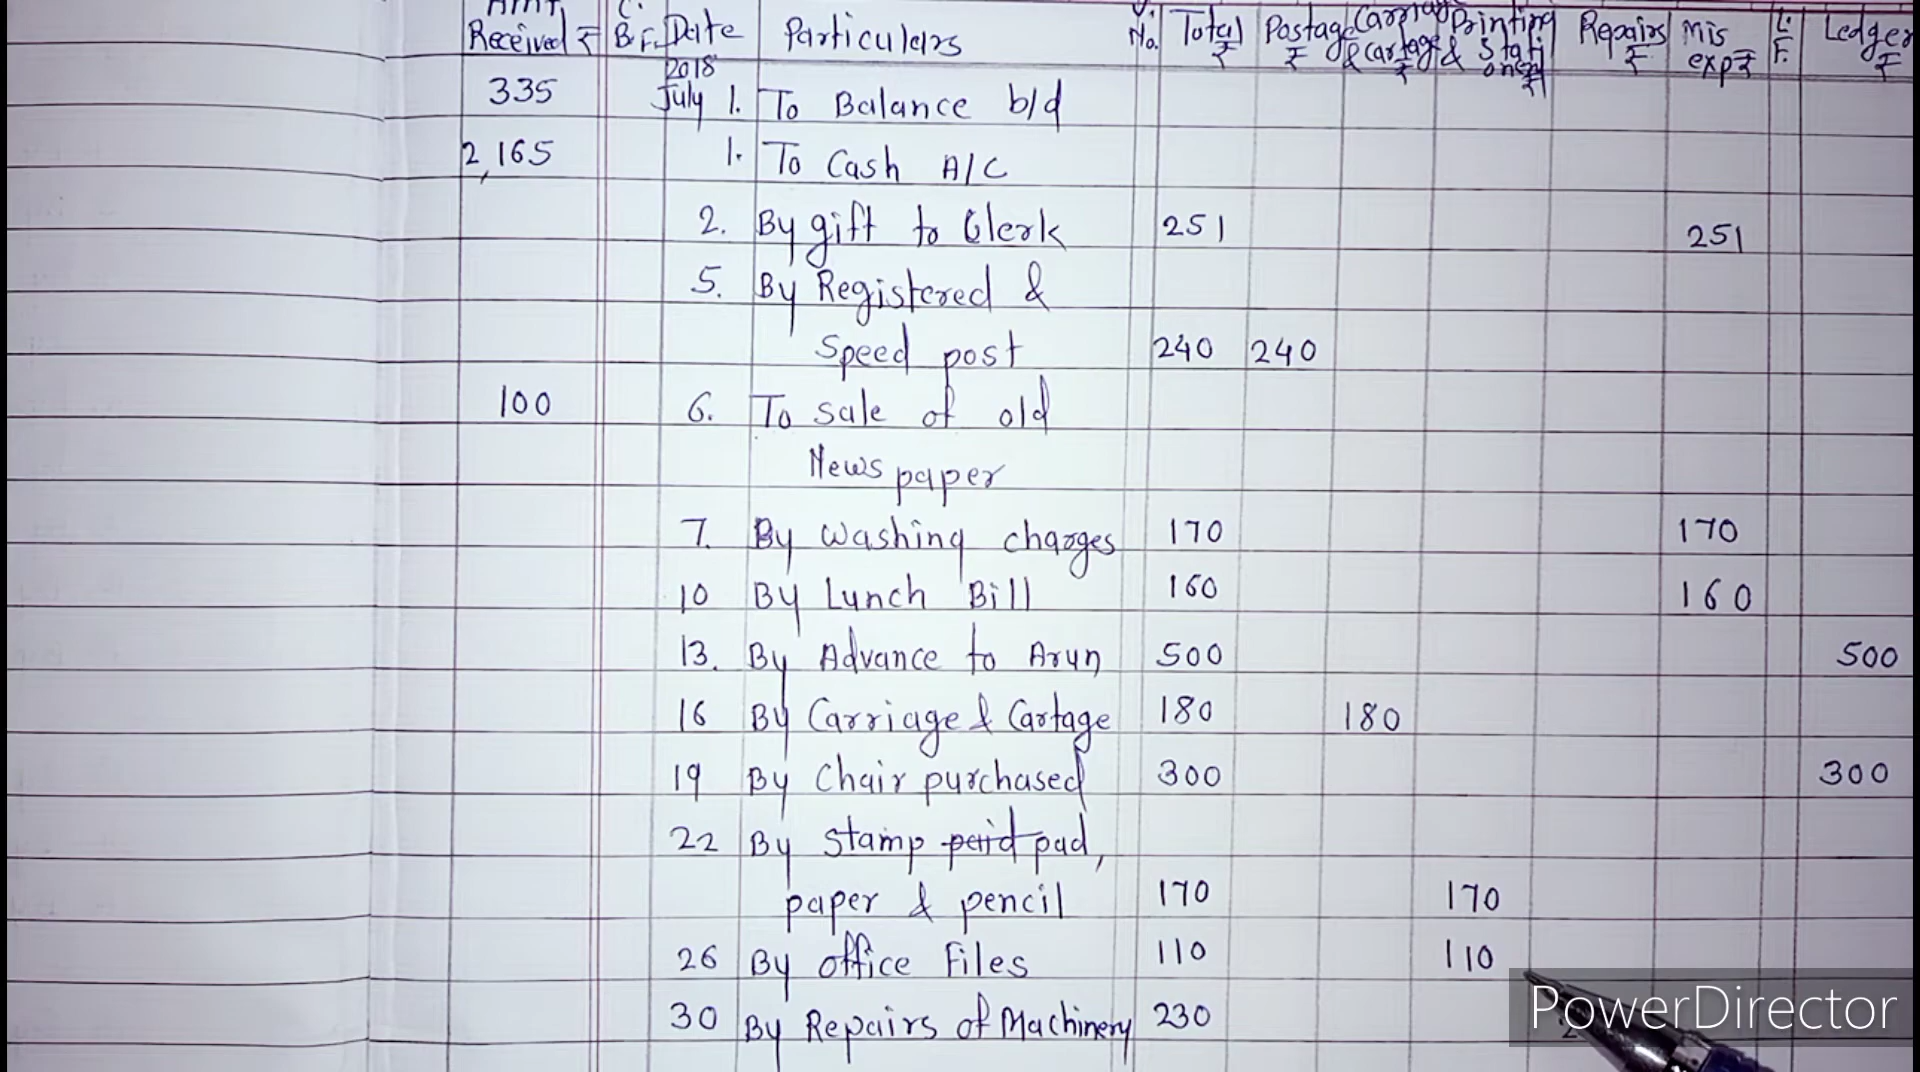 Received ₹ B.F. Date Particulars V. No. Total ₹ Postage ₹ Carriage & Cartage ₹ Printing & Stationery ₹ Repairs ₹ Mis exp ₹ L. F. Ledger ₹
2018
335 July 1. To Balance b/d
2,165 1. To Cash A/C
2. By gift to Clerk 251 251
5. By Registered &
Speed post 240 240
100 6. To Sale of old
News paper
7. By Washing charges 170 170
10 By Lunch Bill 160 160
13. By Advance to Arun 500 500
16 By Carriage & Cartage 180 180
19 By Chair purchased 300 300
22 By Stamp paid pad,
paper & pencil 170 170
26 By office Files 110 110
30 By Repairs of Machinery 230
PowerDirector